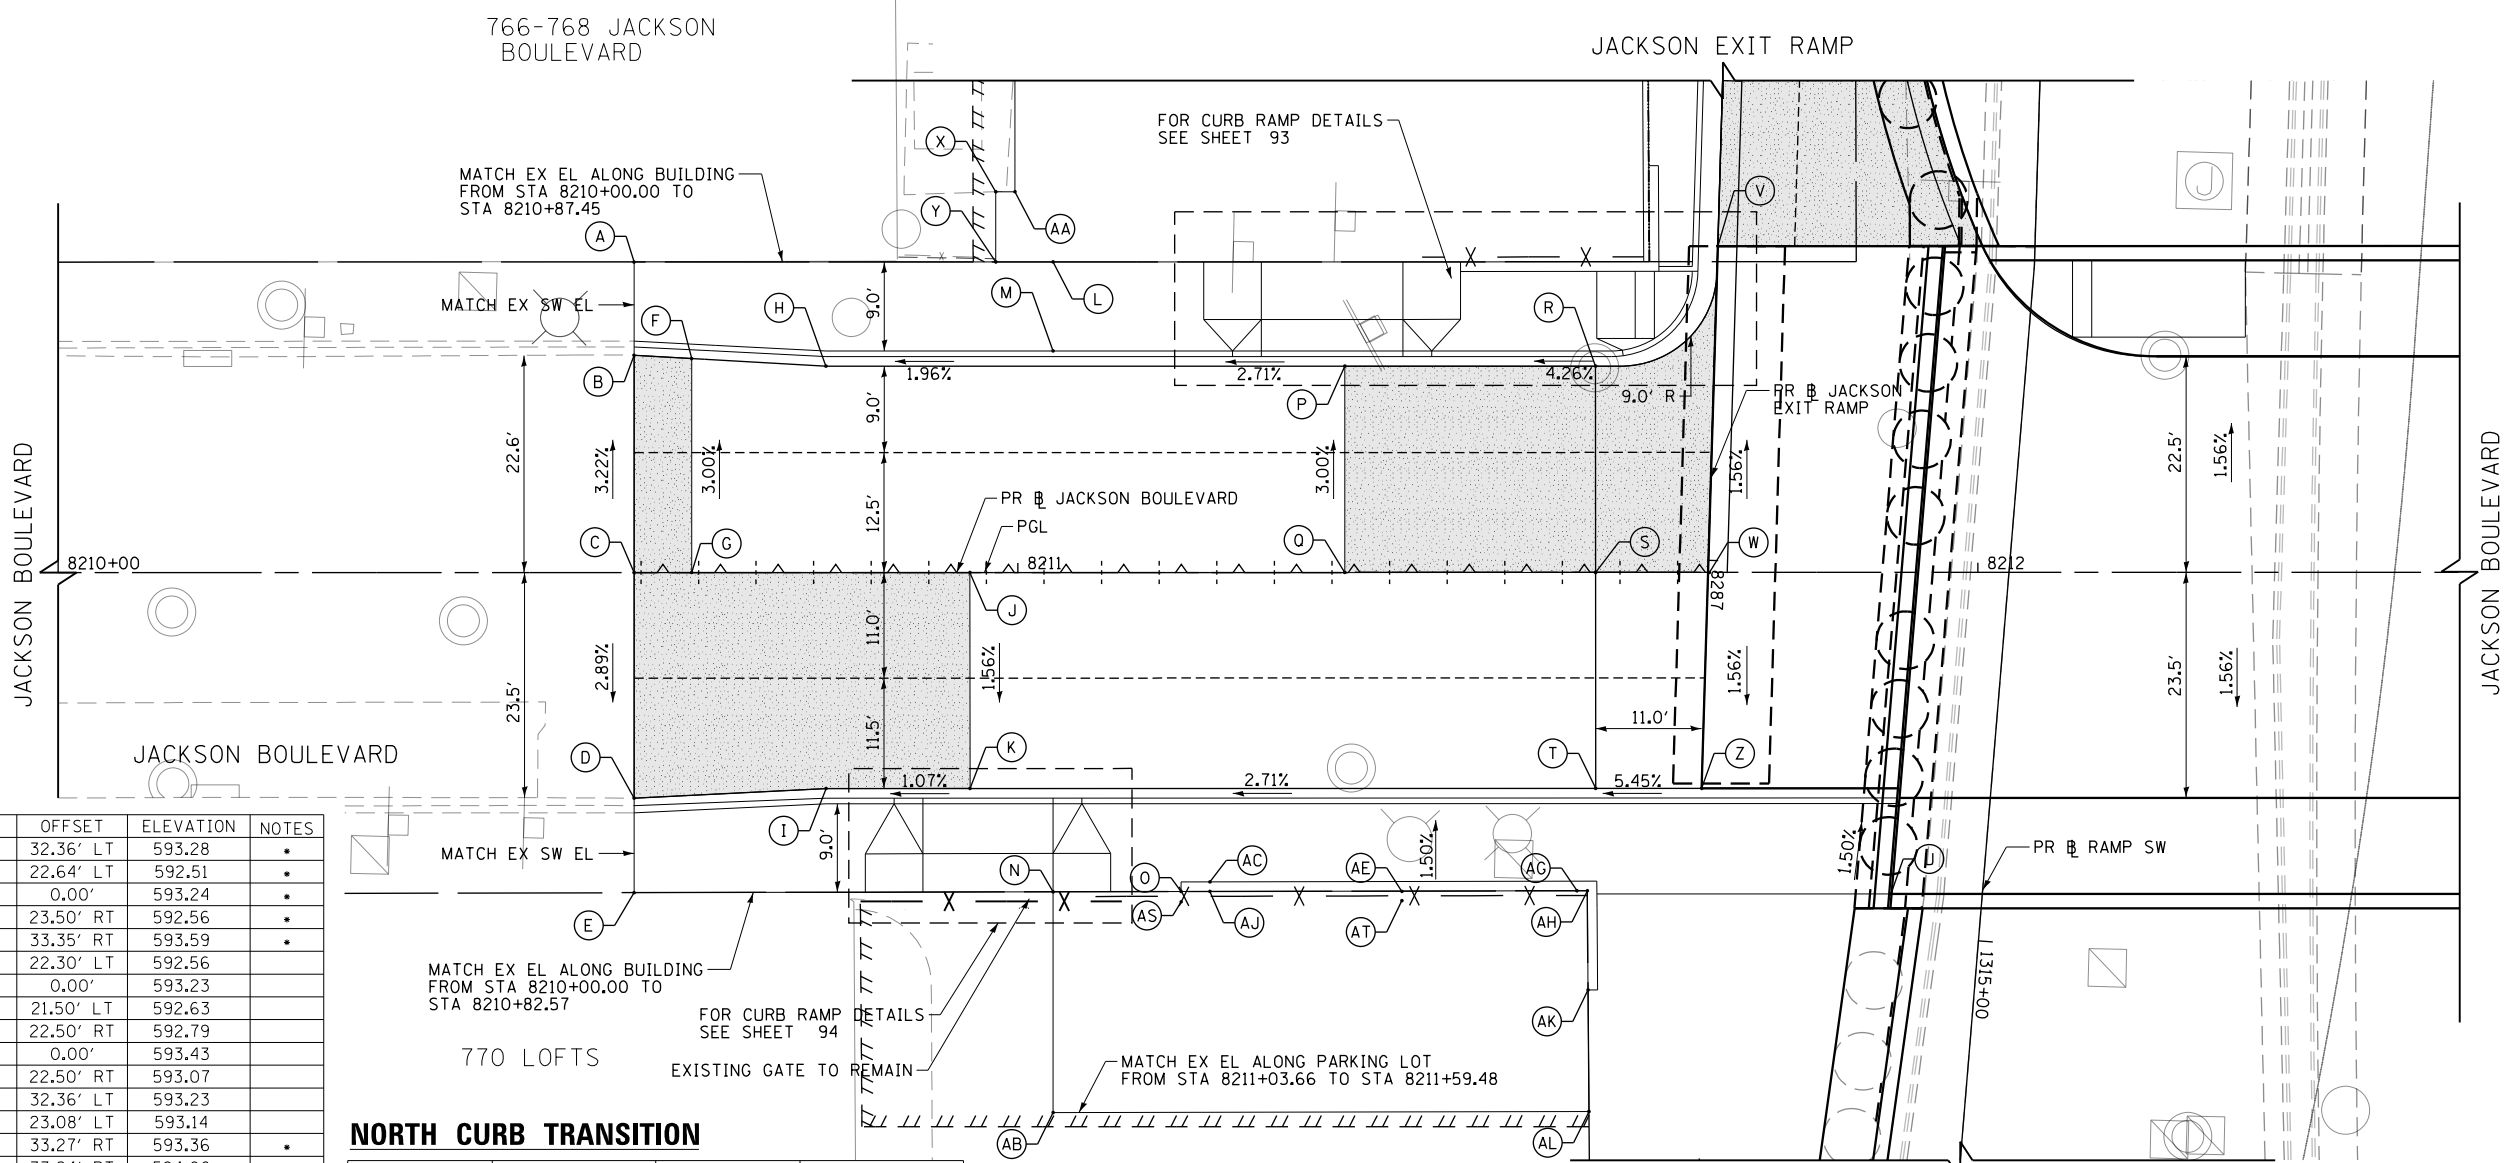 766-768 JACKSON
BOULEVARD
JACKSON EXIT RAMP
FOR CURB RAMP DETAILS
SEE SHEET 93
MATCH EX EL ALONG BUILDING
FROM STA 8210+00.00 TO
STA 8210+87.45
X
Y
AA
V
J
A
MATCH EX SW EL
F
H
9.0'
M
L
R
B
1.96%
2.71%
4.26%
P
9.0' R
PR BL JACKSON
EXIT RAMP
22.6'
3.22%
3.00%
9.0'
3.00%
1.56%
22.5'
1.56%
JACKSON BOULEVARD
JACKSON BOULEVARD
12.5'
PR BL JACKSON BOULEVARD
PGL
C
G
Q
S
W
8210+00
8211
8212
8287
J
11.0'
23.5'
2.89%
1.56%
1.56%
23.5'
1.56%
11.5'
11.0'
JACKSON BOULEVARD
D
K
T
Z
1.07%
2.71%
5.45%
I
9.0'
1.50%
1.50%
MATCH EX SW EL
PR BL RAMP SW
U
N
O
AC
AE
AG
E
AS
AJ
AT
AH
MATCH EX EL ALONG BUILDING
FROM STA 8210+00.00 TO
STA 8210+82.57
FOR CURB RAMP DETAILS
SEE SHEET 94
770 LOFTS
EXISTING GATE TO REMAIN
AK
1315+00
MATCH EX EL ALONG PARKING LOT
FROM STA 8211+03.66 TO STA 8211+59.48
AB
AL
OFFSET ELEVATION NOTES
32.36' LT 593.28 *
22.64' LT 592.51 *
0.00' 593.24 *
23.50' RT 592.56 *
33.35' RT 593.59 *
22.30' LT 592.56
0.00' 593.23
21.50' LT 592.63
22.50' RT 592.79
0.00' 593.43
22.50' RT 593.07
32.36' LT 593.23
23.08' LT 593.14
33.27' RT 593.36 *
NORTH CURB TRANSITION